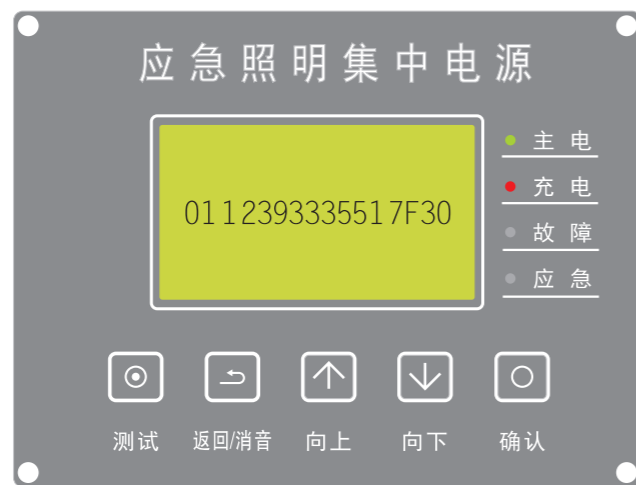 应急照明集中电源
011239333551 7F30
主电
充电
故障
应急
测试 返回/消音 向上 向下 确认